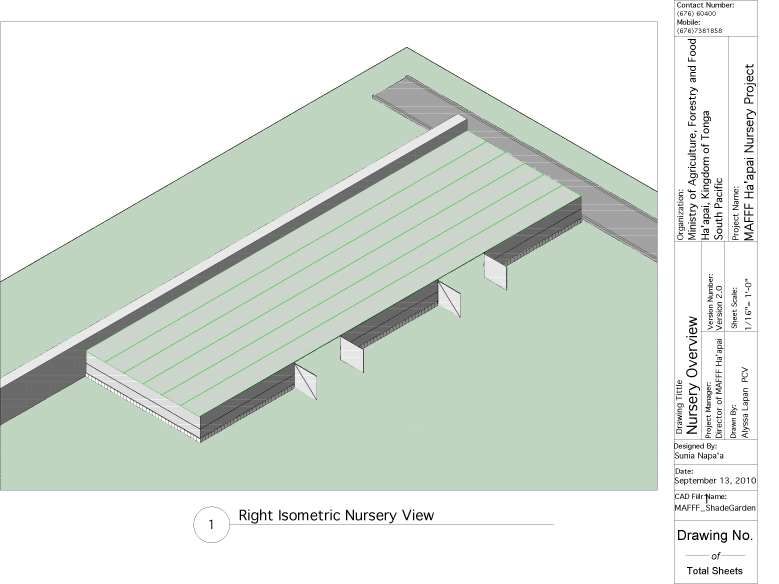 Contact Number:
(676) 60400
Mobile:
(676)7381858
Organization:
Ministry of Agriculture, Forestry and Food
Ha'apai, Kingdom of Tonga
South Pacific
Project Name:
MAFFF Ha'apai Nursery Project
Drawing Tittle
Nursery Overview
Version Number:
Version 2.0
Sheet Scale:
1/16"= 1'-0"
Project Manager:
Director of MAFFF Ha'apai
Drawn By:
Alyssa Lapan PCV
Designed By:
Sunia Napa'a
Date:
September 13, 2010
CAD Name:
MAFFF_ShadeGarden
1
Drawing No.
of
Total Sheets
1
Right Isometric Nursery View